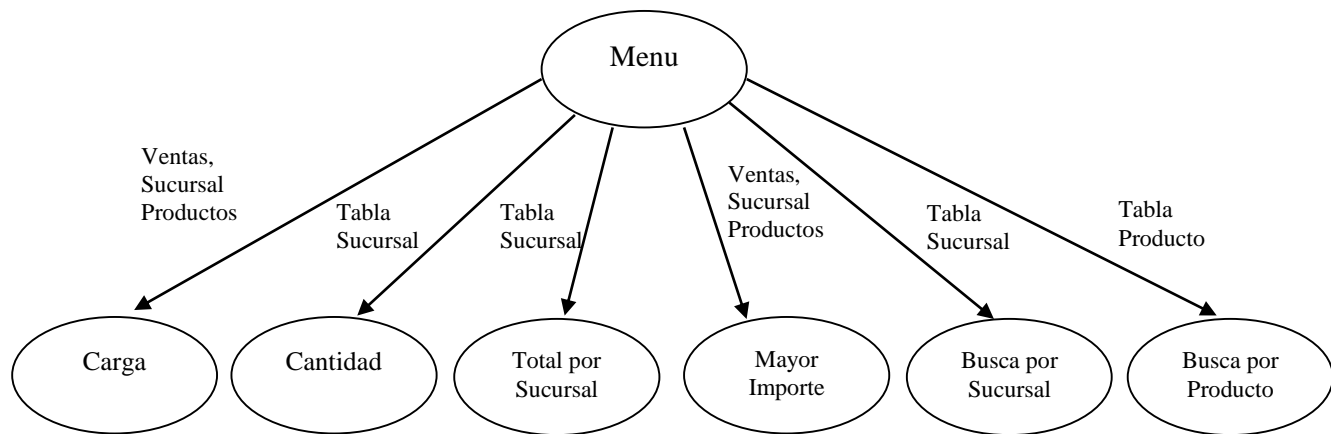 Menu
Ventas,
Sucursal
Productos
Tabla
Sucursal
Tabla
Sucursal
Ventas,
Sucursal
Productos
Tabla
Sucursal
Tabla
Producto
Carga
Cantidad
Total por
Sucursal
Mayor
Importe
Busca por
Sucursal
Busca por
Producto